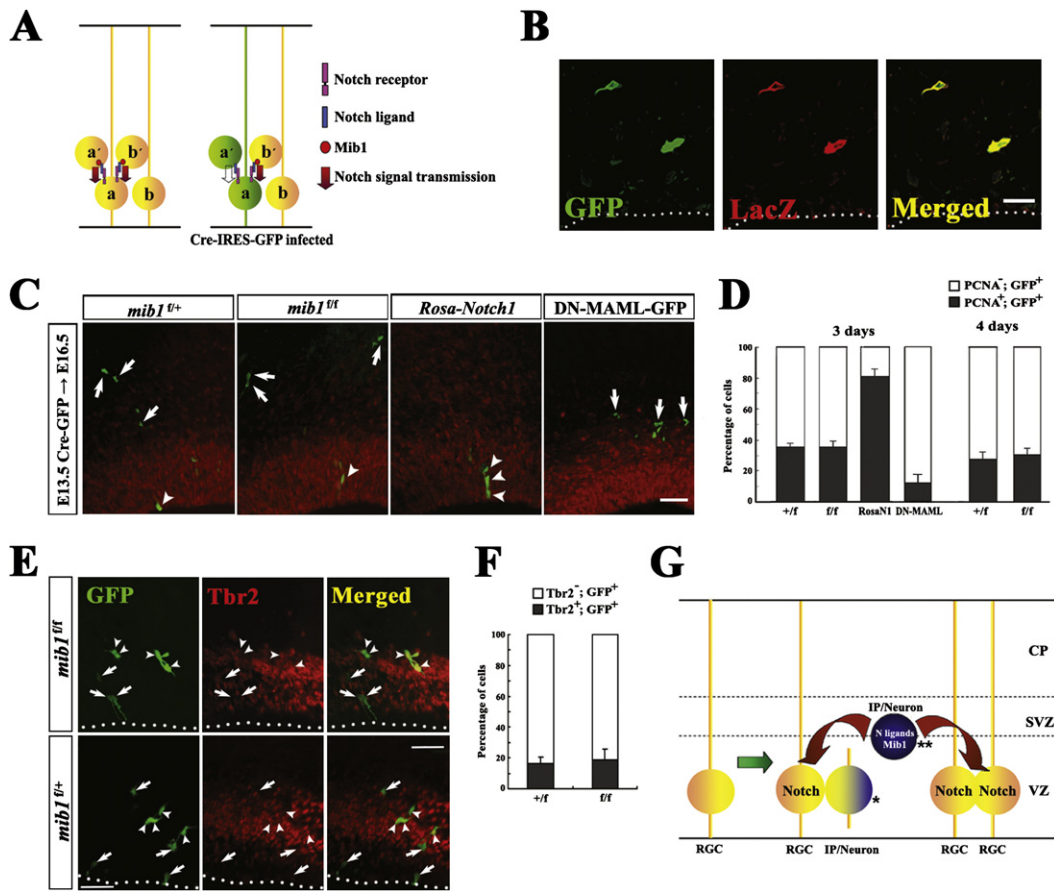 A
a´
b´
a
b
a´
b´
a
b
Cre-IRES-GFP infected
Notch receptor
Notch ligand
Mib1
Notch signal transmission
B
GFP
LacZ
Merged
C
mib1 f/+
mib1 f/f
Rosa-Notch1
DN-MAML-GFP
E13.5 Cre-GFP → E16.5
D
PCNA-; GFP+
PCNA+; GFP+
3 days
4 days
Percentage of cells
100
80
60
40
20
0
+/f
f/f
RosaN1
DN-MAML
+/f
f/f
E
GFP
Tbr2
Merged
mib1 f/f
mib1 f/+
F
Tbr2-; GFP+
Tbr2+; GFP+
Percentage of cells
100
80
60
40
20
0
+/f
f/f
G
CP
IP/Neuron
SVZ
N ligands
Mib1
**
Notch
*
Notch
Notch
VZ
RGC
RGC
IP/Neuron
RGC
RGC